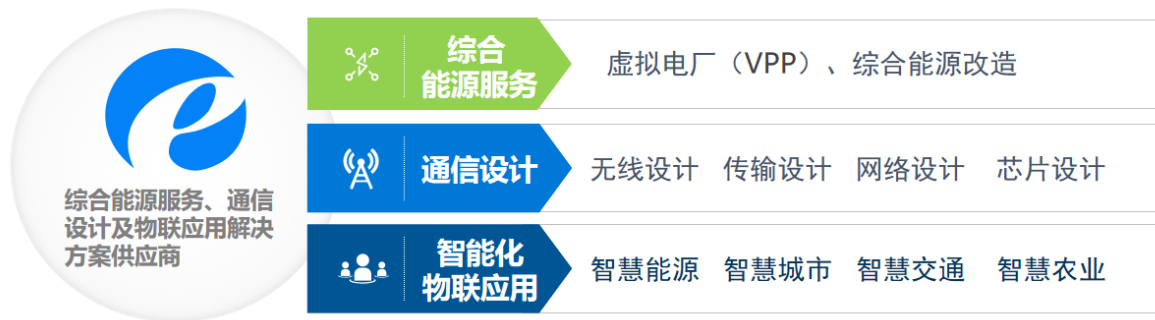 综合能源服务、通信
设计及物联应用解决
方案供应商
综合
能源服务
虚拟电厂（VPP）、综合能源改造
通信设计
无线设计 传输设计 网络设计 芯片设计
智能化
物联应用
智慧能源 智慧城市 智慧交通 智慧农业